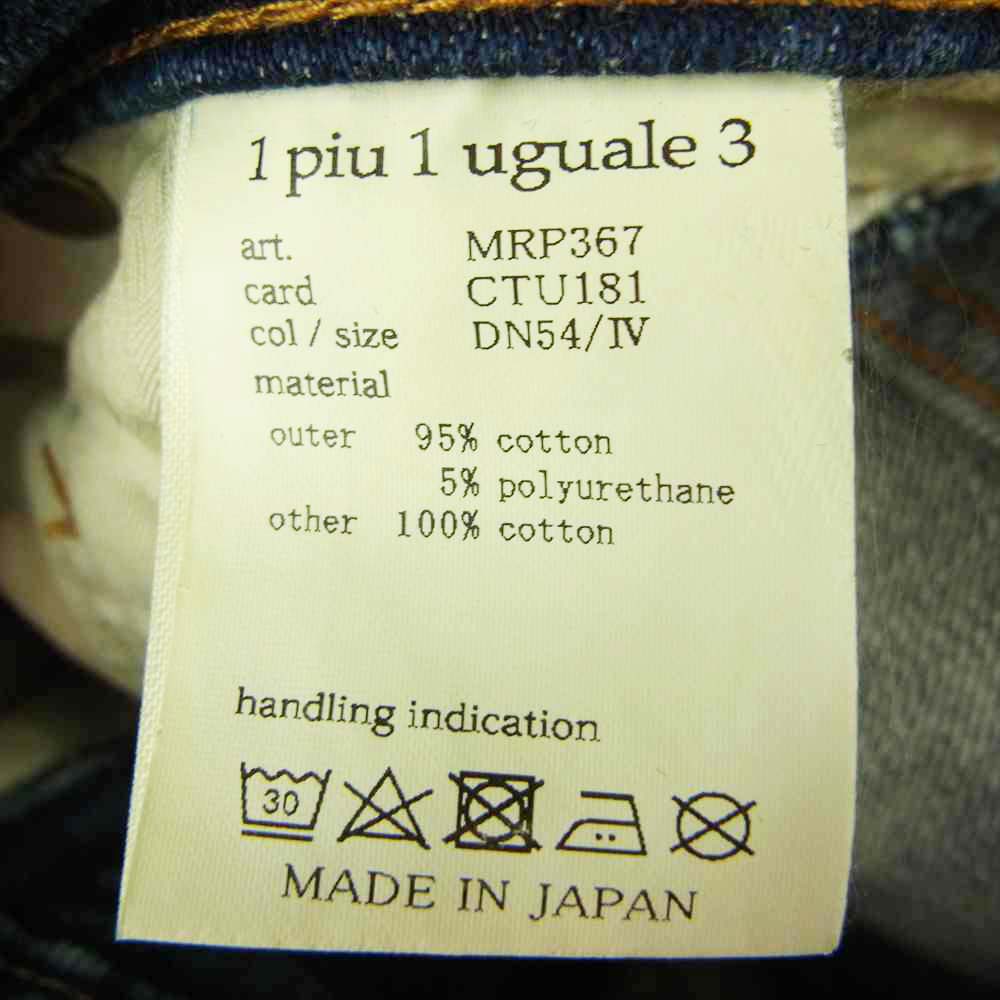 1 piu 1 uguale 3
art. MRP367
card CTU181
col / size DN54/Ⅳ
material
outer 95% cotton
5% polyurethane
other 100% cotton
handling indication
30
MADE IN JAPAN